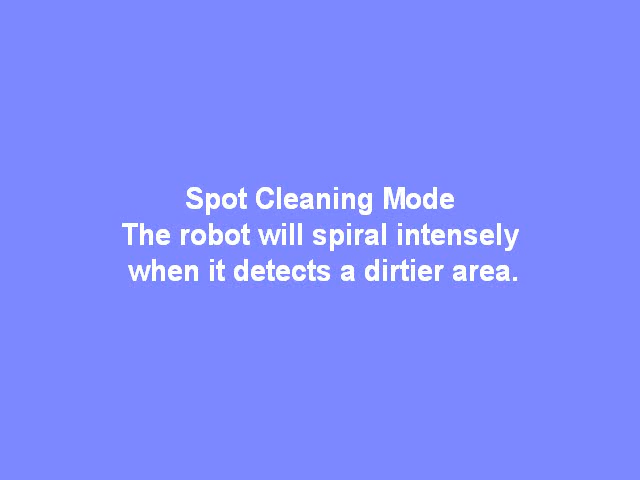 Spot Cleaning Mode
The robot will spiral intensely
when it detects a dirtier area.